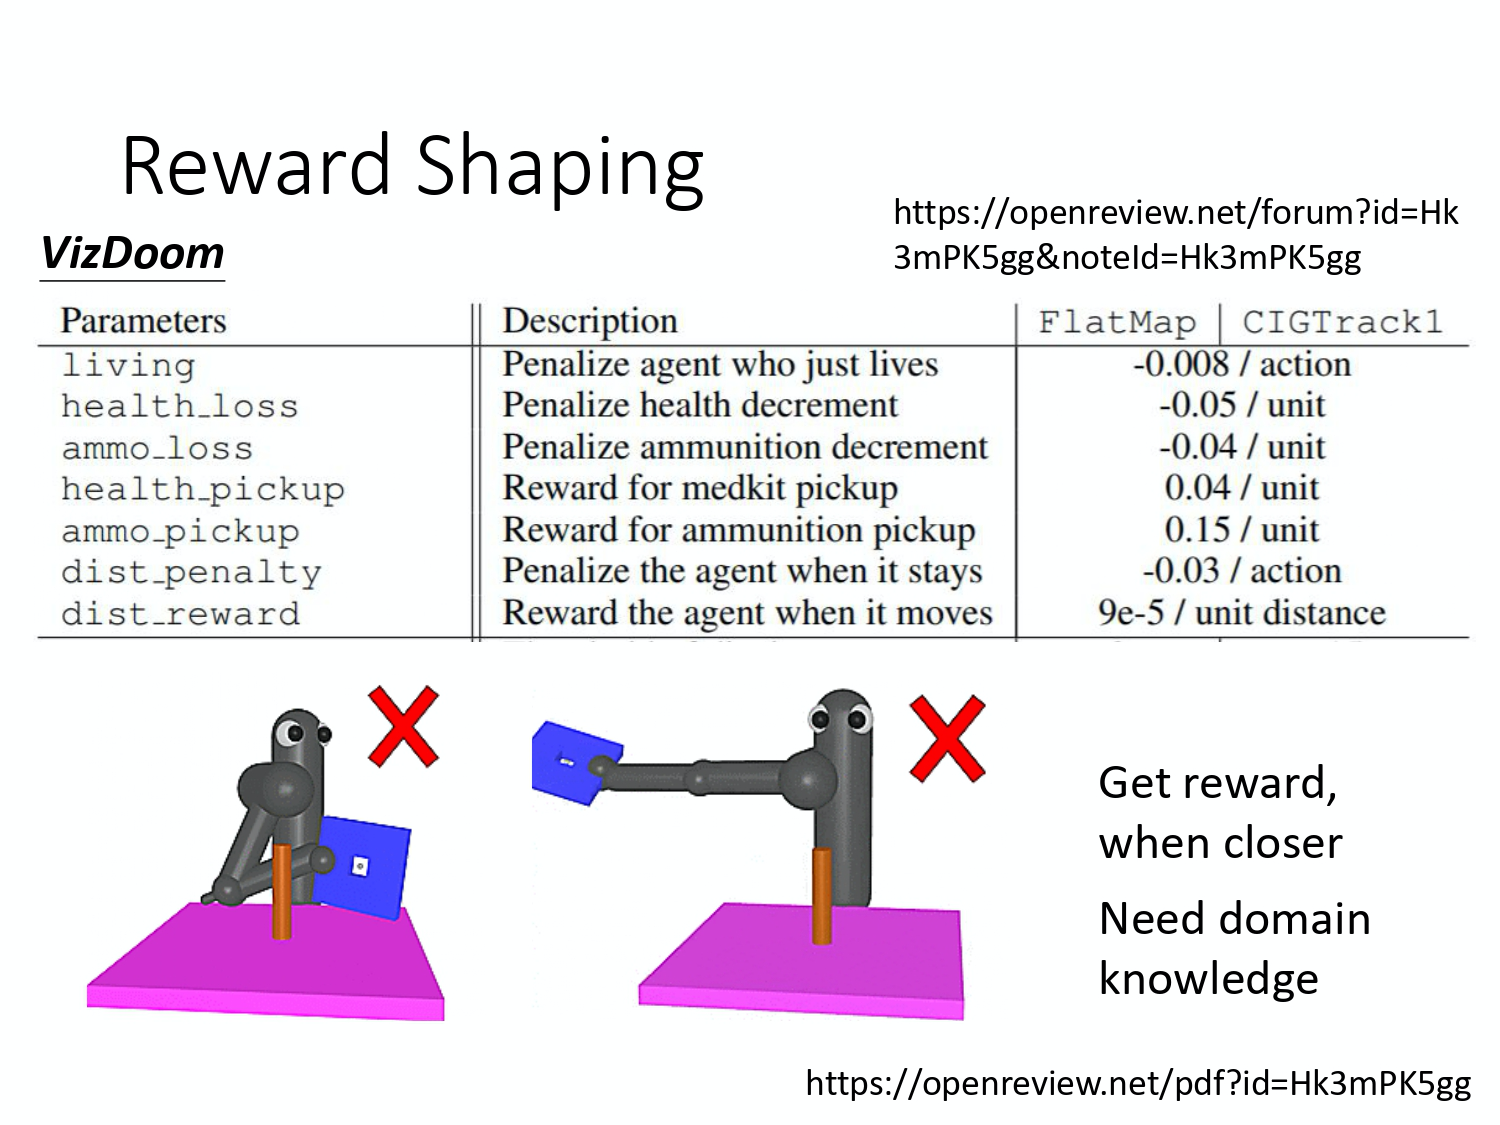 Reward Shaping
https://openreview.net/forum?id=Hk
3mPK5gg&noteId=Hk3mPK5gg
VizDoom
Parameters Description FlatMap CIGTrack1
living Penalize agent who just lives -0.008 / action
health_loss Penalize health decrement -0.05 / unit
ammo_loss Penalize ammunition decrement -0.04 / unit
health_pickup Reward for medkit pickup 0.04 / unit
ammo_pickup Reward for ammunition pickup 0.15 / unit
dist_penalty Penalize the agent when it stays -0.03 / action
dist_reward Reward the agent when it moves 9e-5 / unit distance
Get reward,
when closer
Need domain
knowledge
https://openreview.net/pdf?id=Hk3mPK5gg